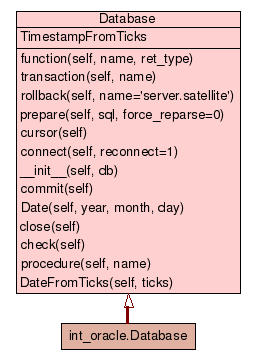 Database
TimestampFromTicks
function(self, name, ret_type)
transaction(self, name)
rollback(self, name='server.satellite')
prepare(self, sql, force_reparse=0)
cursor(self)
connect(self, reconnect=1)
__init__(self, db)
commit(self)
Date(self, year, month, day)
close(self)
check(self)
procedure(self, name)
DateFromTicks(self, ticks)
int_oracle.Database